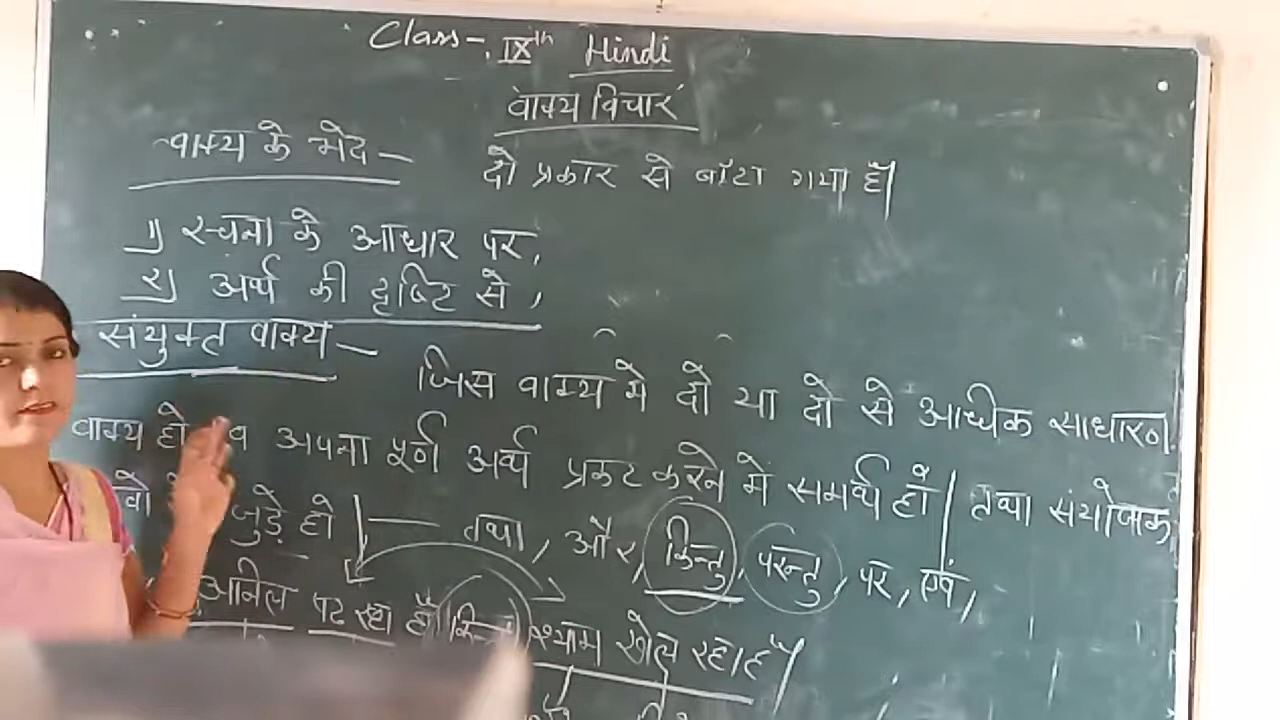 Class - IXth Hindi
वाक्य विचार
वाक्य के भेद —
दो प्रकार से बाँटा गया है।
1) रचना के आधार पर,
2) अर्थ की दृष्टि से,
संयुक्त वाक्य —
जिस वाक्य में दो या दो से अधिक साधारण
वाक्य हो व अपना पूर्ण अर्थ प्रकट करने में समर्थ हों। तथा संयोजक
जुड़े हो। — तथा, और, किन्तु, परन्तु, पर, एवं,
अनिल पढ रहा है किन्तु श्याम खेल रहा है।